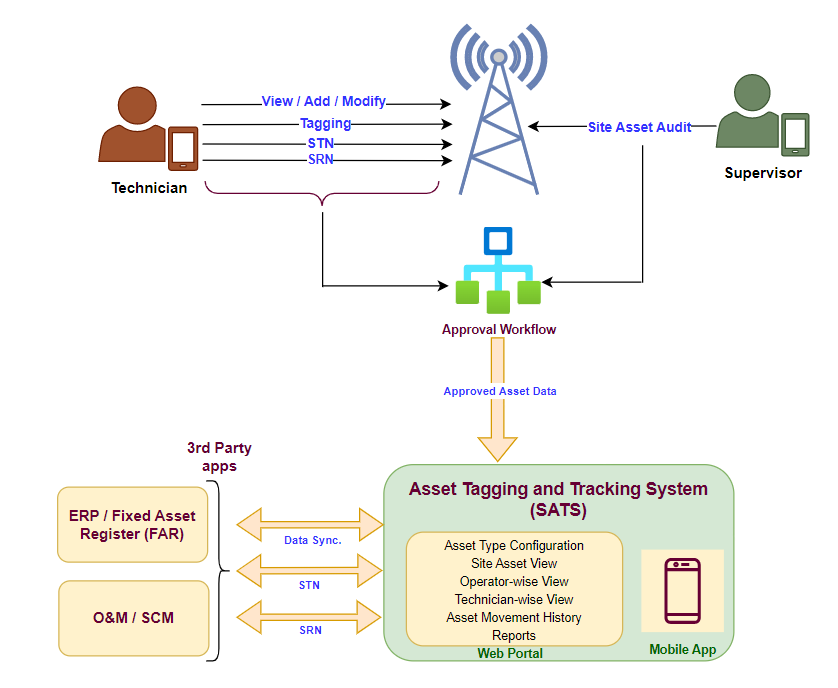 View / Add / Modify
Tagging
STN
SRN
Technician
Site Asset Audit
Supervisor
Approval Workflow
Approved Asset Data
3rd Party
apps
ERP / Fixed Asset
Register (FAR)
O&M / SCM
Data Sync.
STN
SRN
Asset Tagging and Tracking System
(SATS)
Asset Type Configuration
Site Asset View
Operator-wise View
Technician-wise View
Asset Movement History
Reports
Web Portal
Mobile App